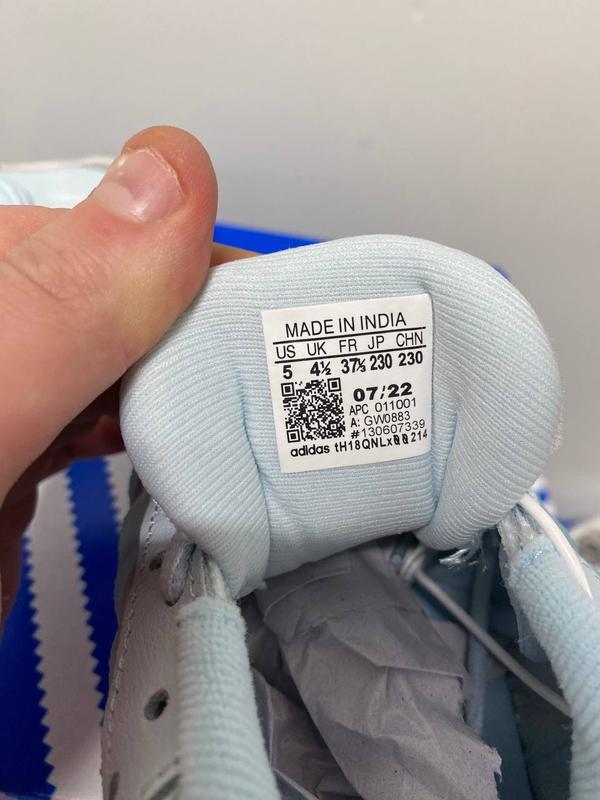 MADE IN INDIA
US UK FR JP CHN
5 4½ 37⅓ 230 230
07/22
APC 011001
A: GW0883
#130607339
adidas tH18QNLx00214